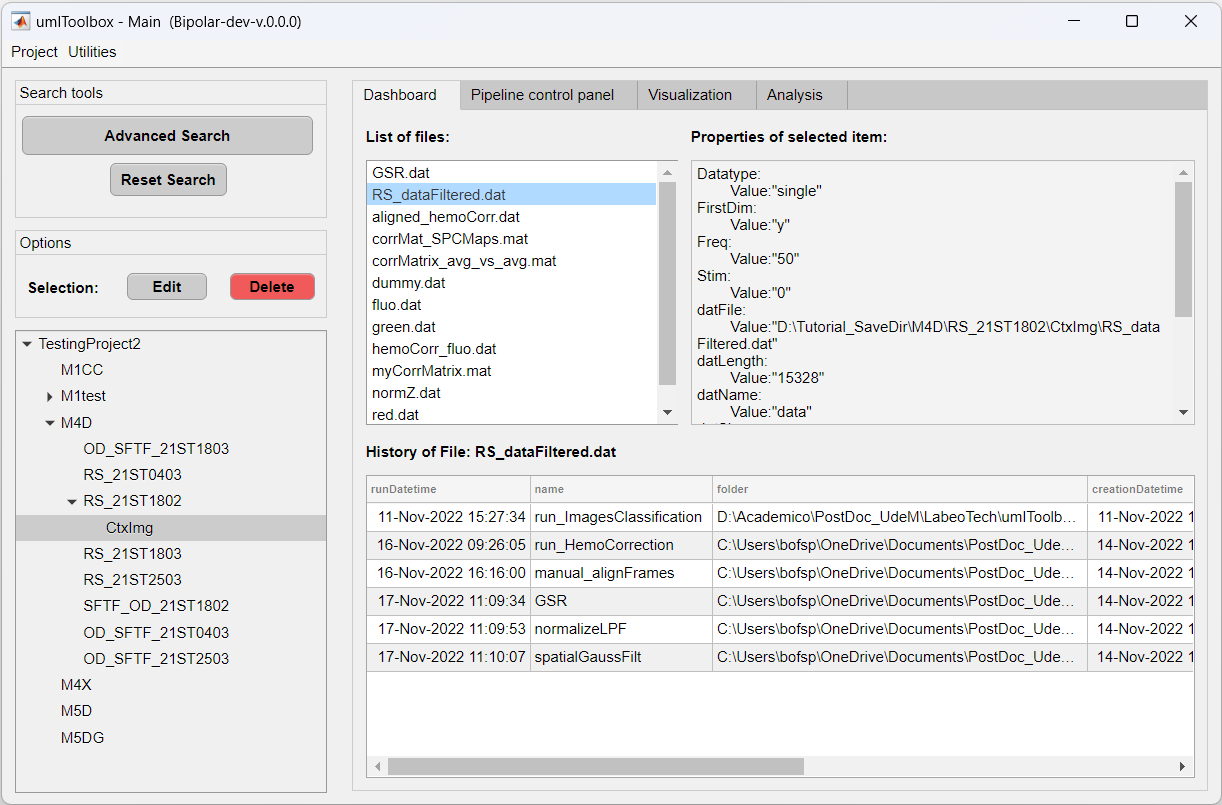 umIToolbox - Main (Bipolar-dev-v.0.0.0)
Project Utilities
Search tools
Advanced Search
Reset Search
Options
Selection: Edit Delete
TestingProject2
M1CC
M1test
M4D
OD_SFTF_21ST1803
RS_21ST0403
RS_21ST1802
CtxImg
RS_21ST1803
RS_21ST2503
SFTF_OD_21ST1802
OD_SFTF_21ST0403
OD_SFTF_21ST2503
M4X
M5D
M5DG
Dashboard Pipeline control panel Visualization Analysis
List of files:
GSR.dat
RS_dataFiltered.dat
aligned_hemoCorr.dat
corrMat_SPCMaps.mat
corrMatrix_avg_vs_avg.mat
dummy.dat
fluo.dat
green.dat
hemoCorr_fluo.dat
myCorrMatrix.mat
normZ.dat
red.dat
Properties of selected item:
Datatype:
Value:"single"
FirstDim:
Value:"y"
Freq:
Value:"50"
Stim:
Value:"0"
datFile:
Value:"D:\Tutorial_SaveDir\M4D\RS_21ST1802\CtxImg\RS_data
Filtered.dat"
datLength:
Value:"15328"
datName:
Value:"data"
History of File: RS_dataFiltered.dat
runDatetime name folder creationDatetime
11-Nov-2022 15:27:34 run_ImagesClassification D:\Academico\PostDoc_UdeM\LabeoTech\umIToolb... 11-Nov-2022 1
16-Nov-2022 09:26:05 run_HemoCorrection C:\Users\bofsp\OneDrive\Documents\PostDoc_Ude... 14-Nov-2022 1
16-Nov-2022 16:16:00 manual_alignFrames C:\Users\bofsp\OneDrive\Documents\PostDoc_Ude... 14-Nov-2022 1
17-Nov-2022 11:09:34 GSR C:\Users\bofsp\OneDrive\Documents\PostDoc_Ude... 14-Nov-2022 1
17-Nov-2022 11:09:53 normalizeLPF C:\Users\bofsp\OneDrive\Documents\PostDoc_Ude... 14-Nov-2022 1
17-Nov-2022 11:10:07 spatialGaussFilt C:\Users\bofsp\OneDrive\Documents\PostDoc_Ude... 14-Nov-2022 1